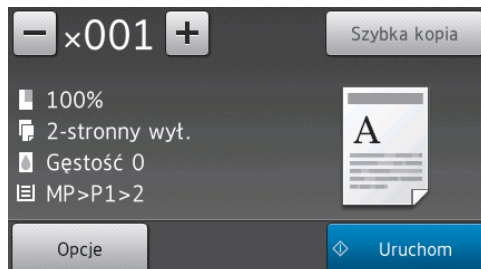 − ×001 +
Szybka kopia
100%
2-stronny wył.
Gęstość 0
MP>P1>2
A
Opcje
Uruchom